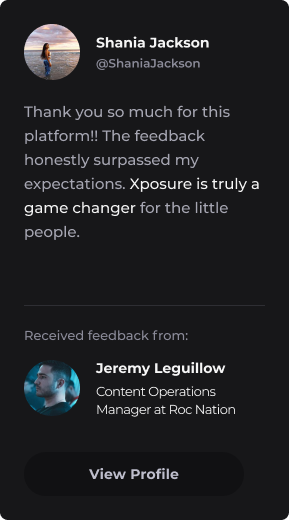 Shania Jackson
@ShaniaJackson
Thank you so much for this
platform!! The feedback
honestly surpassed my
expectations. Xposure is truly a
game changer for the little
people.
Received feedback from:
Jeremy Leguillow
Content Operations
Manager at Roc Nation
View Profile